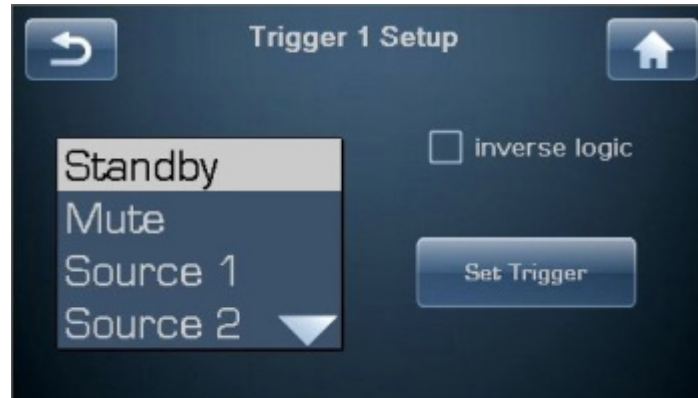 Trigger 1 Setup
Standby
Mute
Source 1
Source 2
inverse logic
Set Trigger